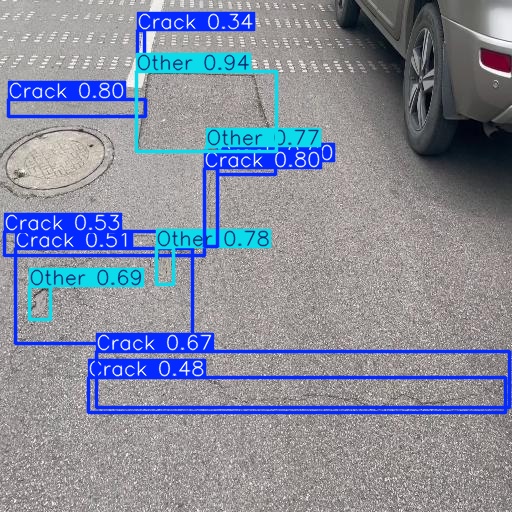 Crack 0.34
Other 0.94
Crack 0.80
Other 0.77
Crack 0.80
Crack 0.53
Crack 0.51
Other 0.78
Other 0.69
Crack 0.67
Crack 0.48